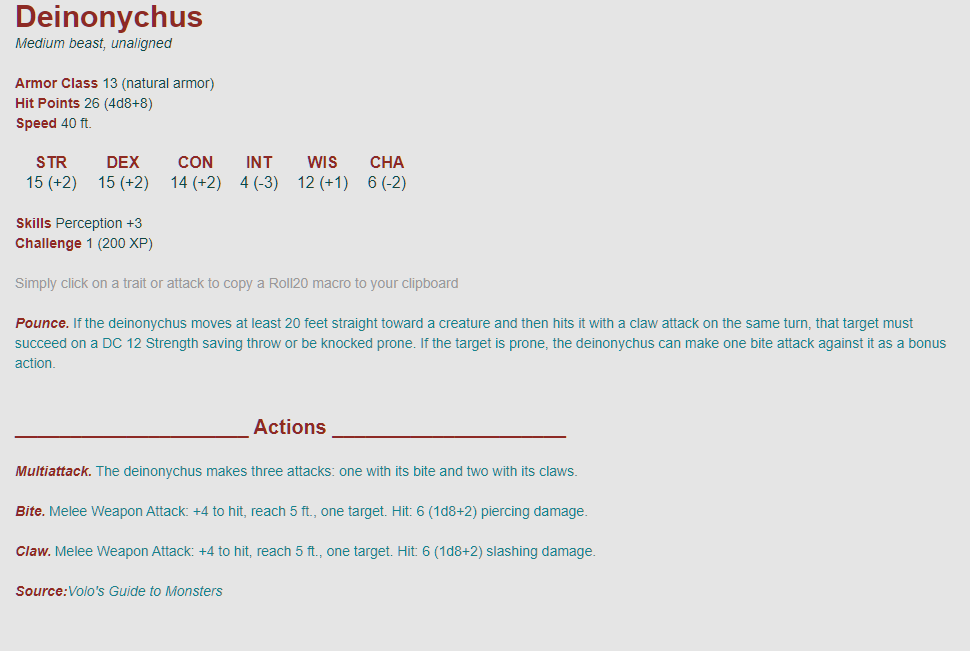 Deinonychus
Medium beast, unaligned
Armor Class 13 (natural armor)
Hit Points 26 (4d8+8)
Speed 40 ft.
STR DEX CON INT WIS CHA
15 (+2) 15 (+2) 14 (+2) 4 (-3) 12 (+1) 6 (-2)
Skills Perception +3
Challenge 1 (200 XP)
Simply click on a trait or attack to copy a Roll20 macro to your clipboard
Pounce. If the deinonychus moves at least 20 feet straight toward a creature and then hits it with a claw attack on the same turn, that target must
succeed on a DC 12 Strength saving throw or be knocked prone. If the target is prone, the deinonychus can make one bite attack against it as a bonus
action.
_____________________ Actions _____________________
Multiattack. The deinonychus makes three attacks: one with its bite and two with its claws.
Bite. Melee Weapon Attack: +4 to hit, reach 5 ft., one target. Hit: 6 (1d8+2) piercing damage.
Claw. Melee Weapon Attack: +4 to hit, reach 5 ft., one target. Hit: 6 (1d8+2) slashing damage.
Source:Volo's Guide to Monsters